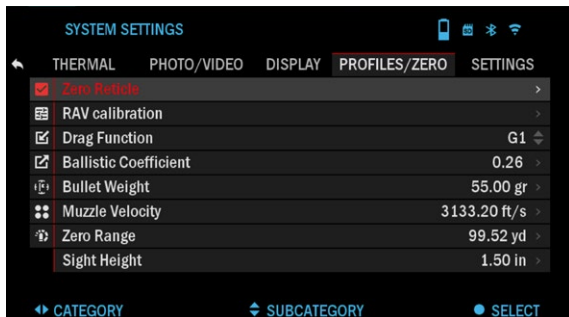 SYSTEM SETTINGS
THERMAL PHOTO/VIDEO DISPLAY PROFILES/ZERO SETTINGS
Zero Reticle
RAV calibration
Drag Function G1
Ballistic Coefficient 0.26
Bullet Weight 55.00 gr
Muzzle Velocity 3133.20 ft/s
Zero Range 99.52 yd
Sight Height 1.50 in
CATEGORY SUBCATEGORY SELECT